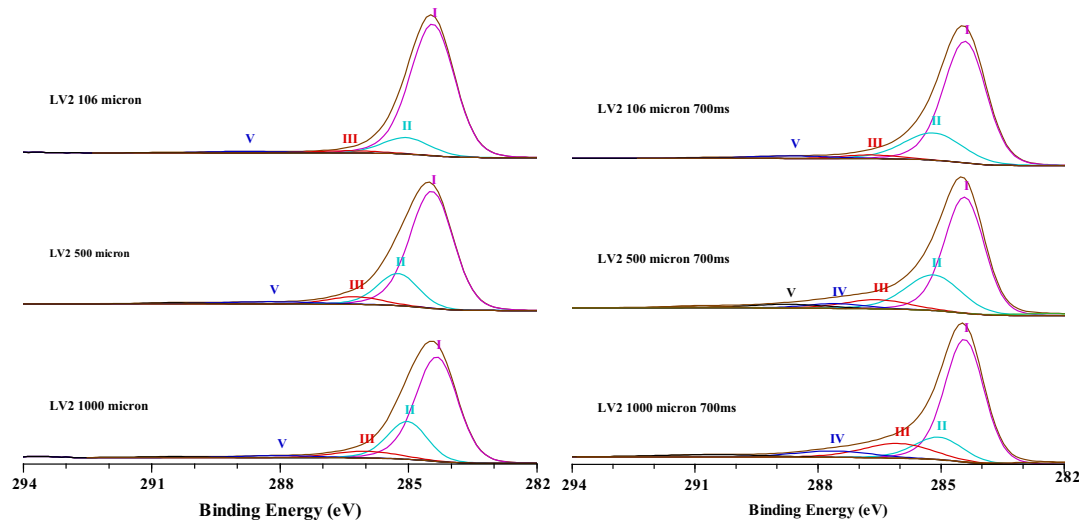 I
LV2 106 micron
V
III
II
I
LV2 500 micron
V
III
II
I
LV2 1000 micron
V
III
II
294 291 288 285 282
Binding Energy (eV)
I
LV2 106 micron 700ms
V
III
II
I
LV2 500 micron 700ms
V
IV
III
II
I
LV2 1000 micron 700ms
IV
III
II
294 291 288 285 282
Binding Energy (eV)